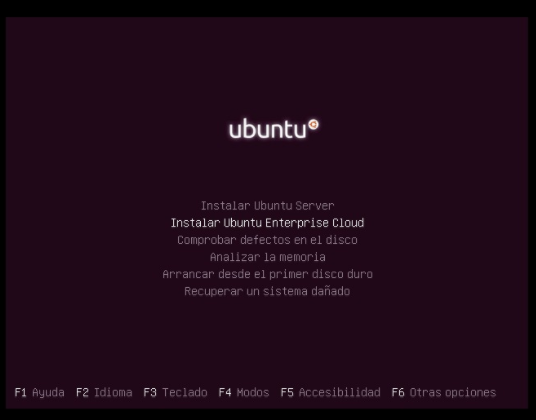 ubuntu
Instalar Ubuntu Server
Instalar Ubuntu Enterprise Cloud
Comprobar defectos en el disco
Analizar la memoria
Arrancar desde el primer disco duro
Recuperar un sistema dañado
F1 Ayuda F2 Idioma F3 Teclado F4 Modos F5 Accesibilidad F6 Otras opciones